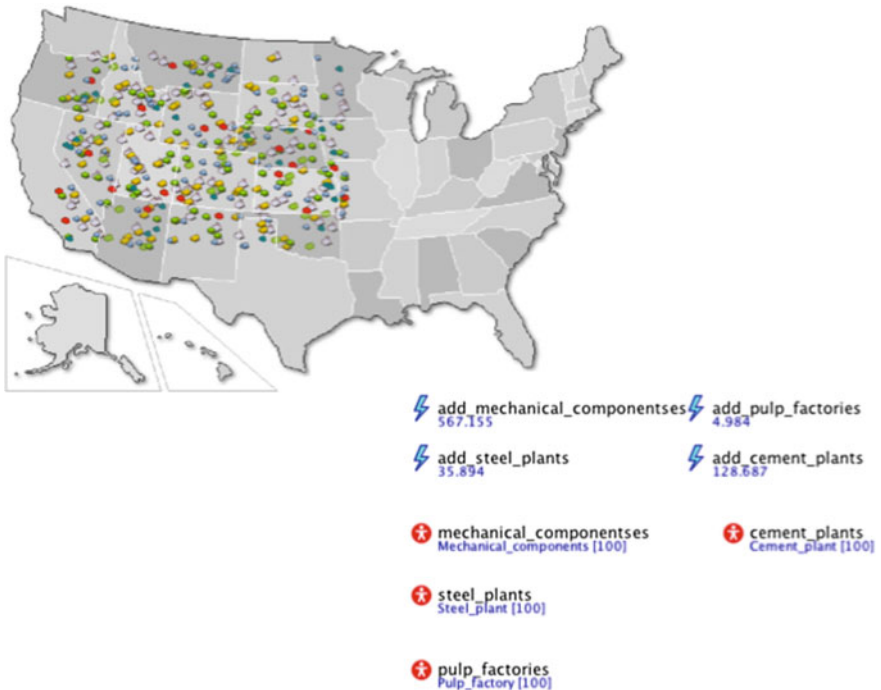 add_mechanical_componentses
567.155
add_pulp_factories
4.984
add_steel_plants
35.894
add_cement_plants
128.687
mechanical_componentses
Mechanical_components [100]
cement_plants
Cement_plant [100]
steel_plants
Steel_plant [100]
pulp_factories
Pulp_factory [100]